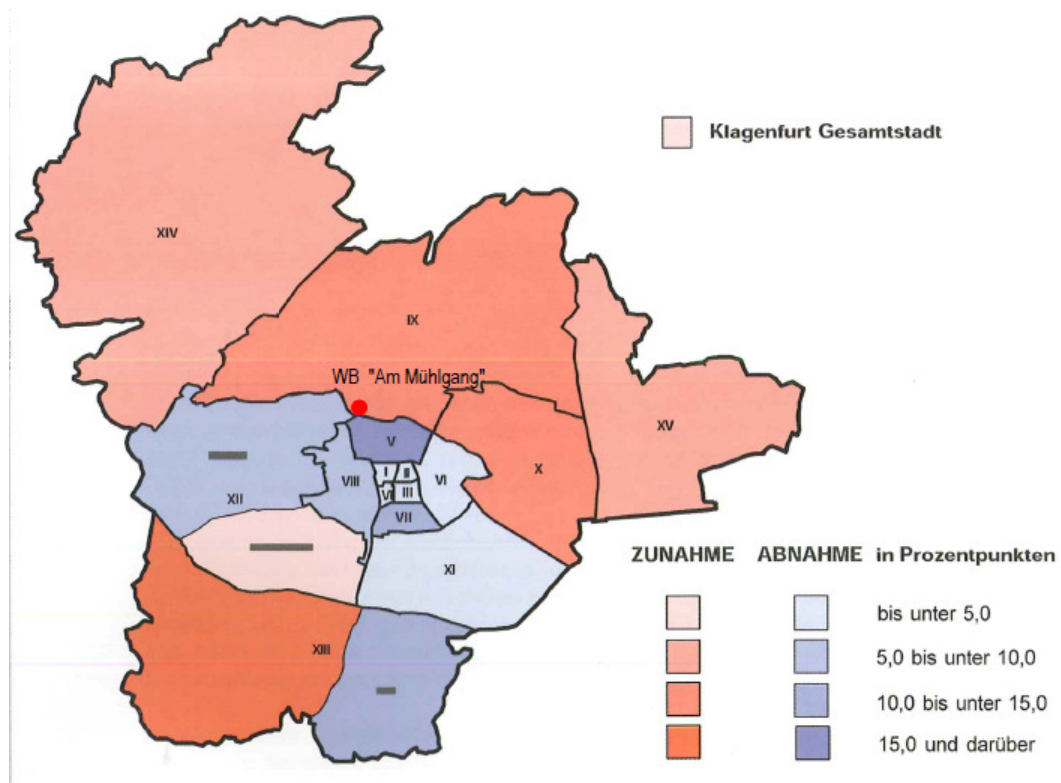 Klagenfurt Gesamtstadt
XIV
IX
WB "Am Mühlgang"
XV
V
X
I
II
VIII
VI
XII
III
VII
XI
XIII
ZUNAHME ABNAHME in Prozentpunkten
bis unter 5,0
5,0 bis unter 10,0
10,0 bis unter 15,0
15,0 und darüber